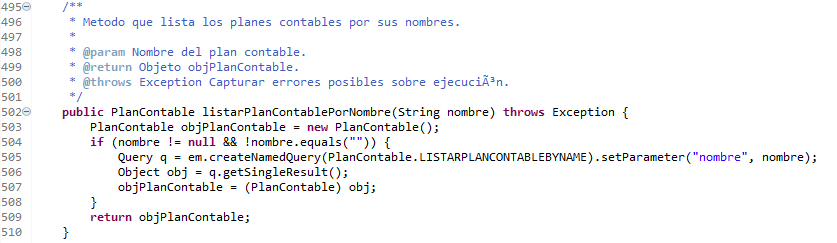 495 /**
496 * Metodo que lista los planes contables por sus nombres.
497 *
498 * @param Nombre del plan contable.
499 * @return Objeto objPlanContable.
500 * @throws Exception Capturar errores posibles sobre ejecuciÃ³n.
501 */
502 public PlanContable listarPlanContablePorNombre(String nombre) throws Exception {
503 PlanContable objPlanContable = new PlanContable();
504 if (nombre != null && !nombre.equals("")) {
505 Query q = em.createNamedQuery(PlanContable.LISTARPLANCONTABLEBYNAME).setParameter("nombre", nombre);
506 Object obj = q.getSingleResult();
507 objPlanContable = (PlanContable) obj;
508 }
509 return objPlanContable;
510 }